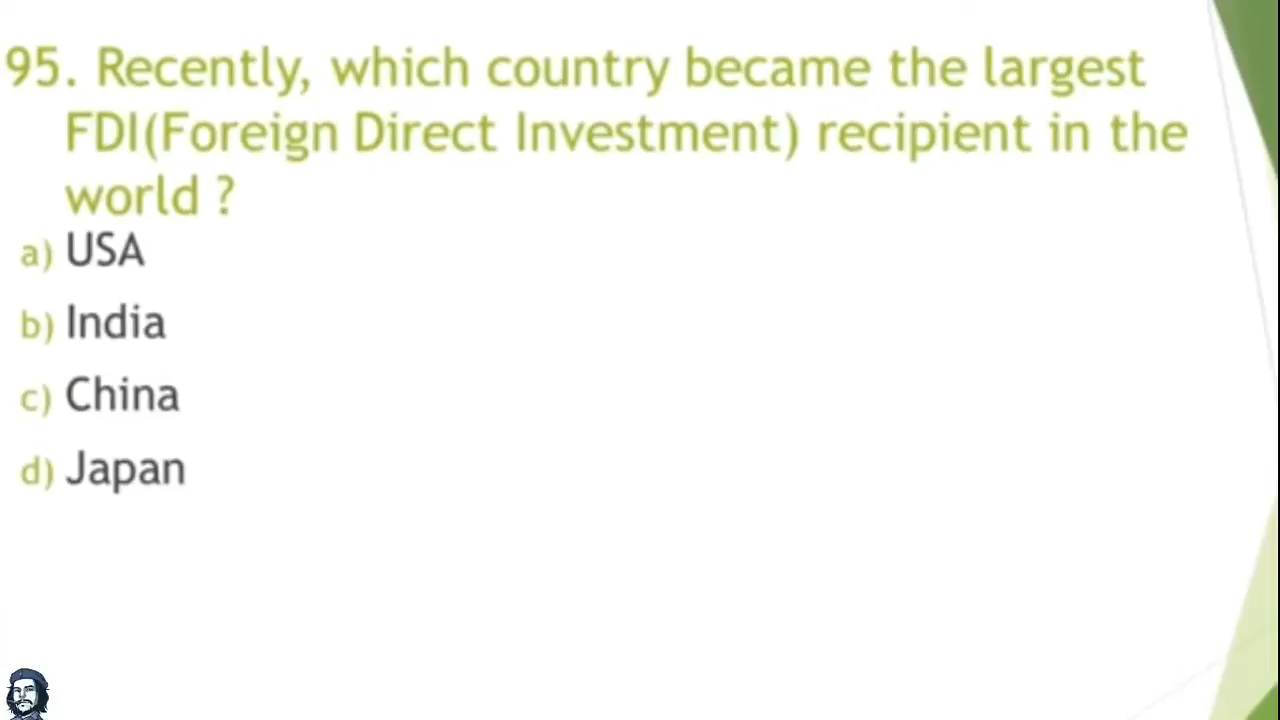 95. Recently, which country became the largest
FDI(Foreign Direct Investment) recipient in the
world ?
a) USA
b) India
c) China
d) Japan